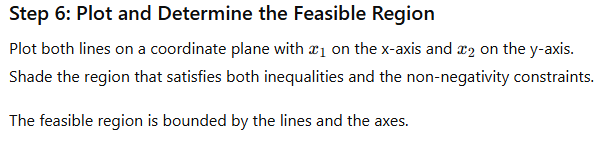 Step 6: Plot and Determine the Feasible Region
Plot both lines on a coordinate plane with x₁ on the x-axis and x₂ on the y-axis.
Shade the region that satisfies both inequalities and the non-negativity constraints.
The feasible region is bounded by the lines and the axes.